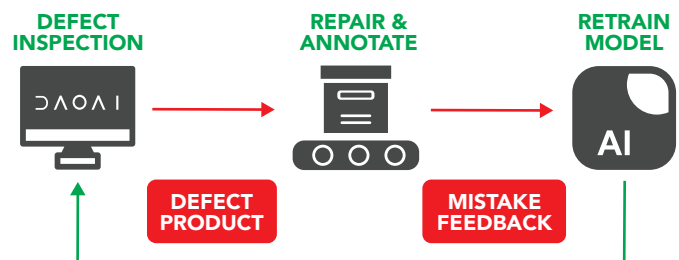 DEFECT
INSPECTION
REPAIR &
ANNOTATE
RETRAIN
MODEL
DAOAI
AI
DEFECT
PRODUCT
MISTAKE
FEEDBACK